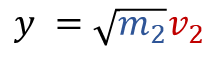 y = √m₂v₂